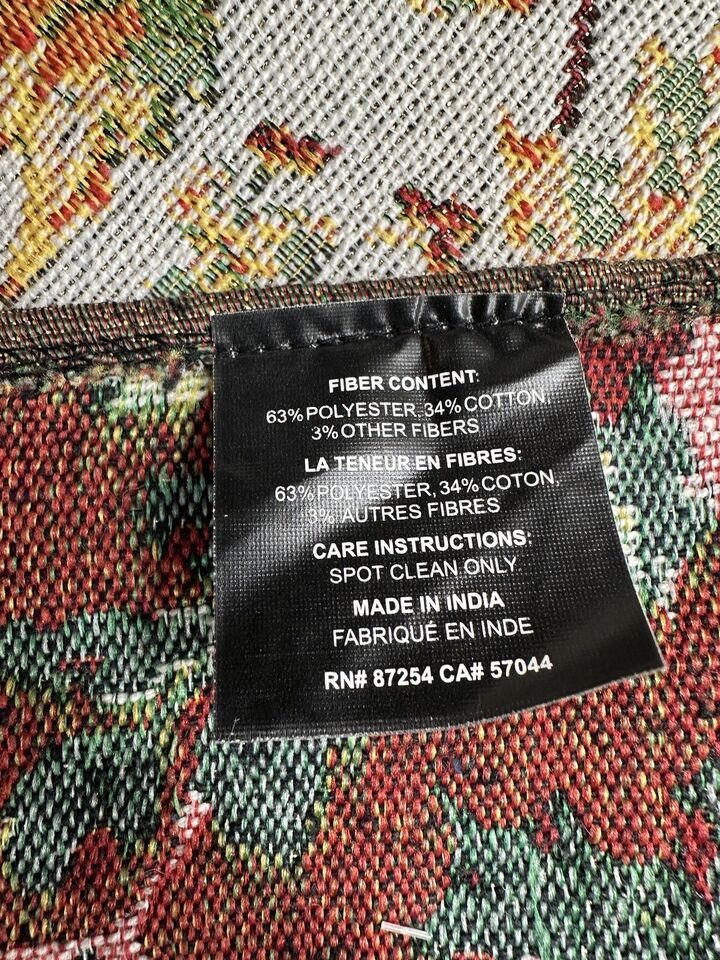 FIBER CONTENT:
63% POLYESTER, 34% COTTON,
3% OTHER FIBERS
LA TENEUR EN FIBRES:
63% POLYESTER, 34% COTON,
3% AUTRES FIBRES
CARE INSTRUCTIONS:
SPOT CLEAN ONLY
MADE IN INDIA
FABRIQUÉ EN INDE
RN# 87254 CA# 57044